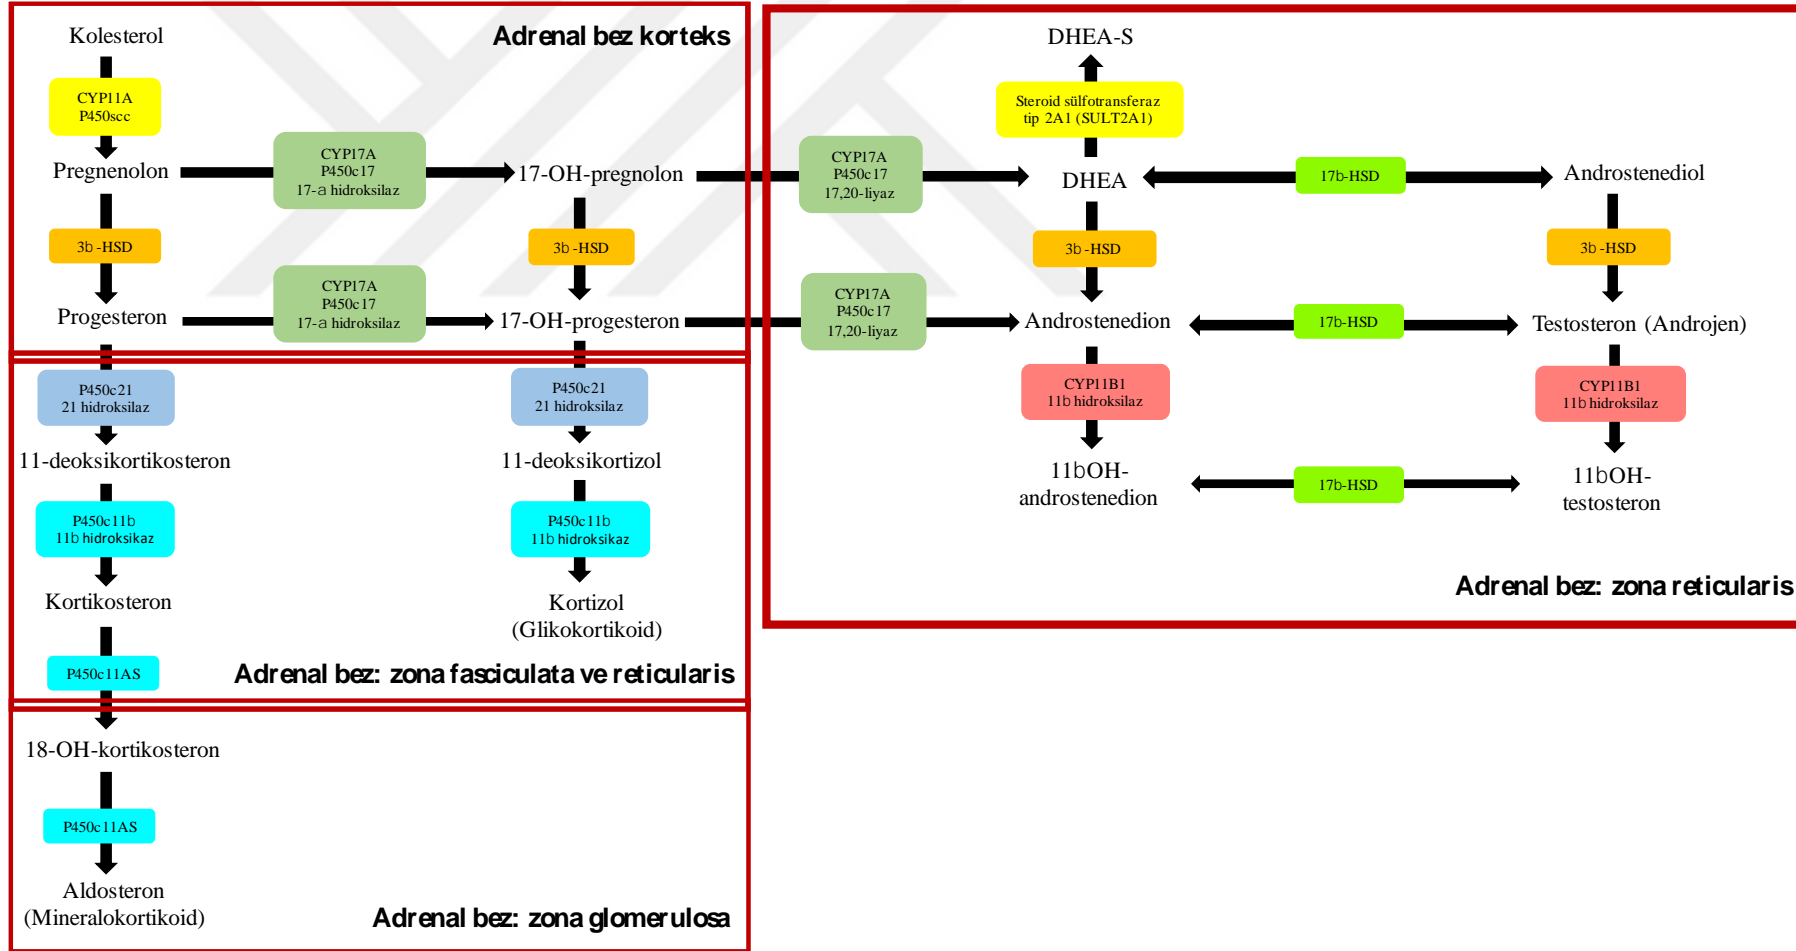 Kolesterol
Adrenal bez korteks
CYP11A
P450scc
Pregnenolon
CYP17A
P450c17
17-a hidroksilaz
17-OH-pregnolon
3b-HSD
3b-HSD
Progesteron
CYP17A
P450c17
17-a hidroksilaz
17-OH-progesteron
P450c21
21 hidroksilaz
P450c21
21 hidroksilaz
11-deoksikortikosteron
11-deoksikortizol
P450c11b
11b hidroksikaz
P450c11b
11b hidroksikaz
Kortikosteron
Kortizol
(Glikokortikoid)
P450c11AS
Adrenal bez: zona fasciculata ve reticularis
18-OH-kortikosteron
P450c11AS
Aldosteron
(Mineralokortikoid)
Adrenal bez: zona glomerulosa
DHEA-S
Steroid sülfotransferaz
tip 2A1 (SULT2A1)
CYP17A
P450c17
17,20-liyaz
DHEA
17b-HSD
Androstenediol
3b-HSD
3b-HSD
CYP17A
P450c17
17,20-liyaz
Androstenedion
17b-HSD
Testosteron (Androjen)
CYP11B1
11b hidroksilaz
CYP11B1
11b hidroksilaz
11bOH-
androstenedion
17b-HSD
11bOH-
testosteron
Adrenal bez: zona reticularis